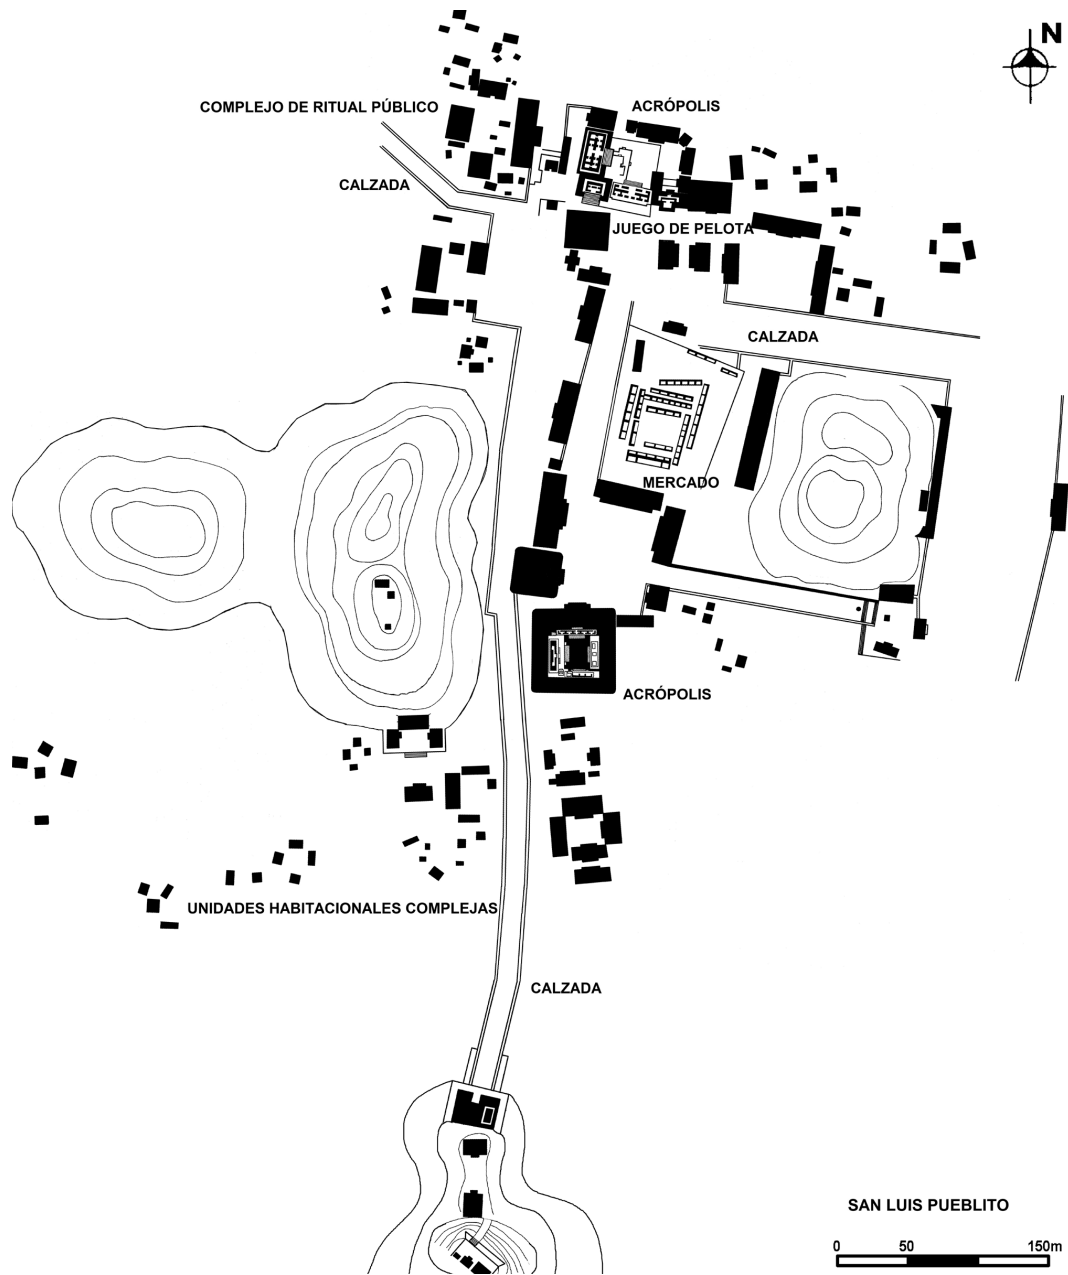 N
COMPLEJO DE RITUAL PÚBLICO
ACRÓPOLIS
CALZADA
JUEGO DE PELOTA
CALZADA
MERCADO
ACRÓPOLIS
UNIDADES HABITACIONALES COMPLEJAS
CALZADA
SAN LUIS PUEBLITO
0 50 150m